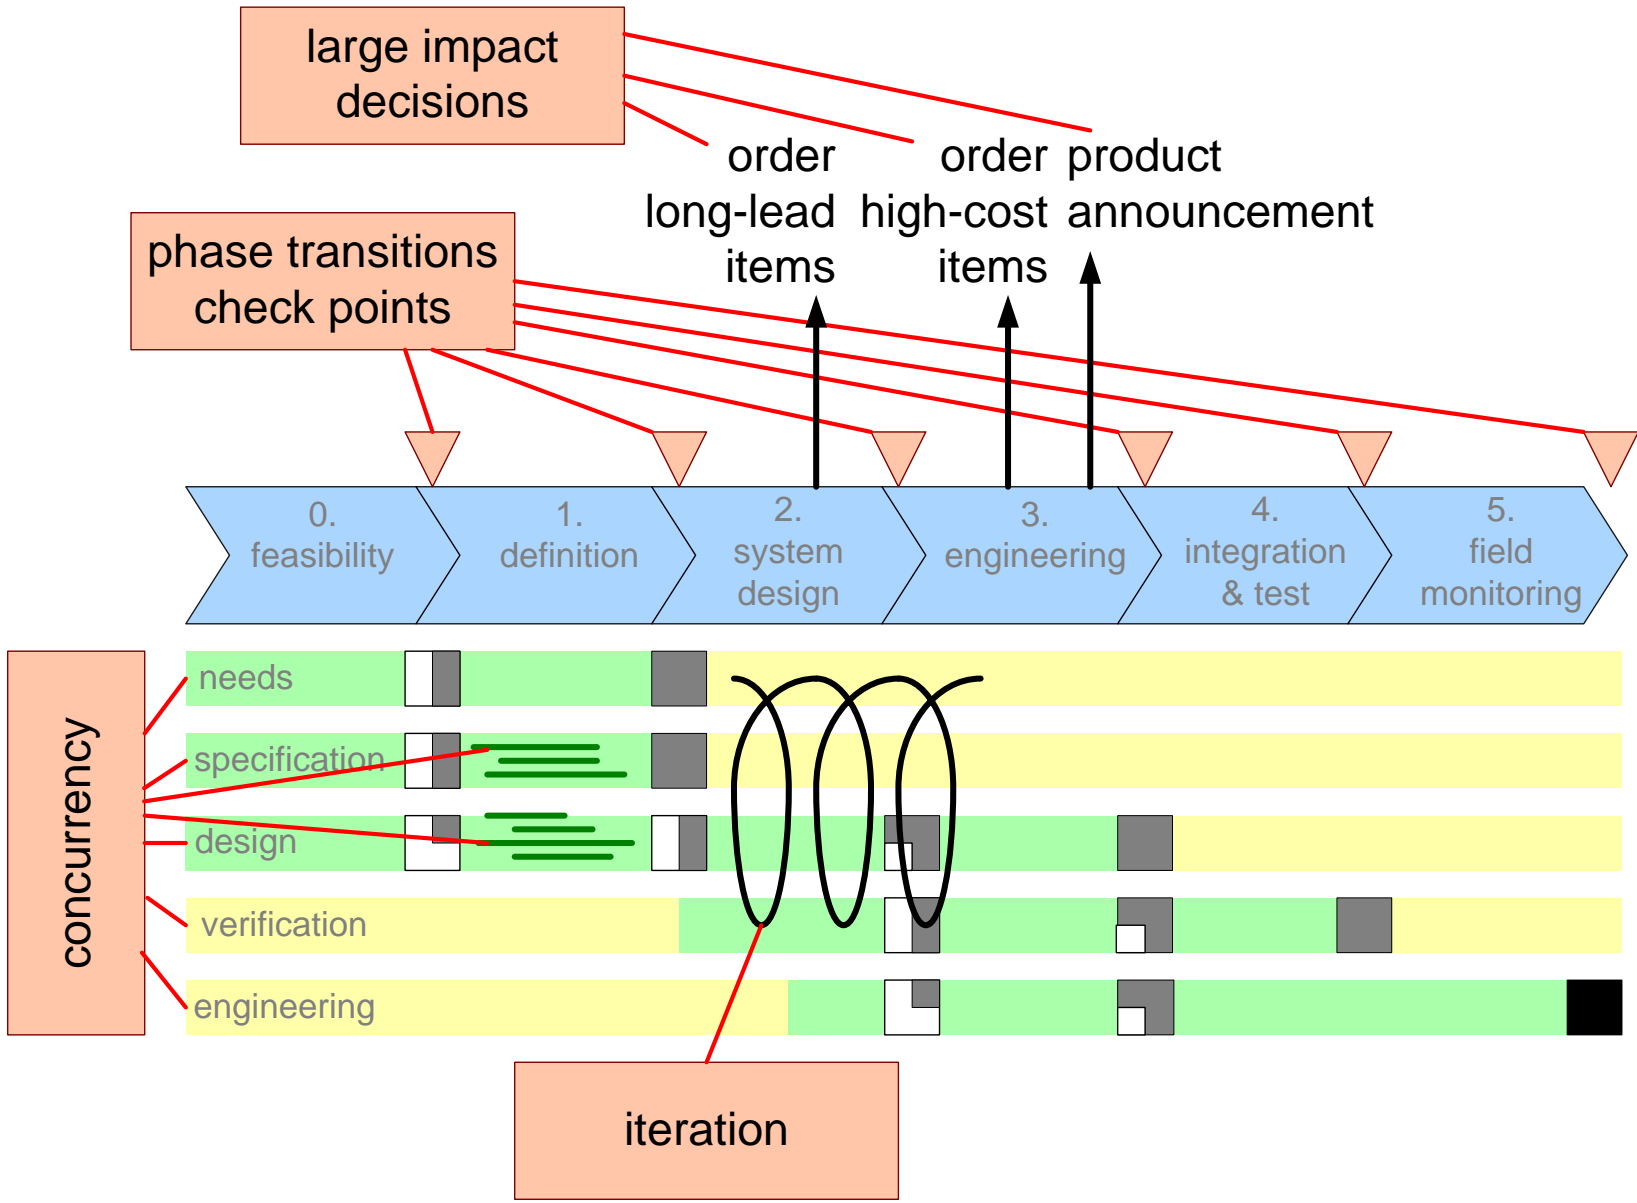 large impact
decisions
order
long-lead
items
order
high-cost
items
product
announcement
phase transitions
check points
0.
feasibility
1.
definition
2.
system
design
3.
engineering
4.
integration
& test
5.
field
monitoring
concurrency
needs
specification
design
verification
engineering
iteration